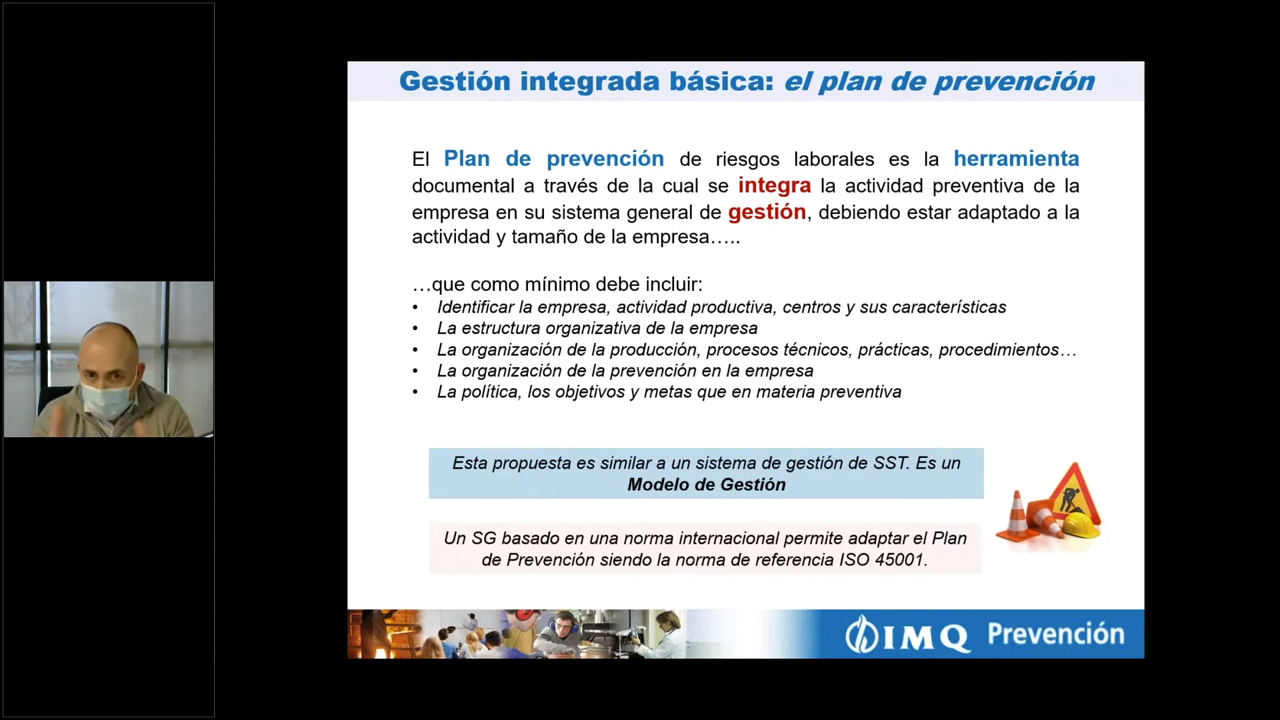 Gestión integrada básica: el plan de prevención
El Plan de prevención de riesgos laborales es la herramienta
documental a través de la cual se integra la actividad preventiva de la
empresa en su sistema general de gestión, debiendo estar adaptado a la
actividad y tamaño de la empresa…..
…que como mínimo debe incluir:
• Identificar la empresa, actividad productiva, centros y sus características
• La estructura organizativa de la empresa
• La organización de la producción, procesos técnicos, prácticas, procedimientos…
• La organización de la prevención en la empresa
• La política, los objetivos y metas que en materia preventiva
Esta propuesta es similar a un sistema de gestión de SST. Es un
Modelo de Gestión
Un SG basado en una norma internacional permite adaptar el Plan
de Prevención siendo la norma de referencia ISO 45001.
IMQ Prevención